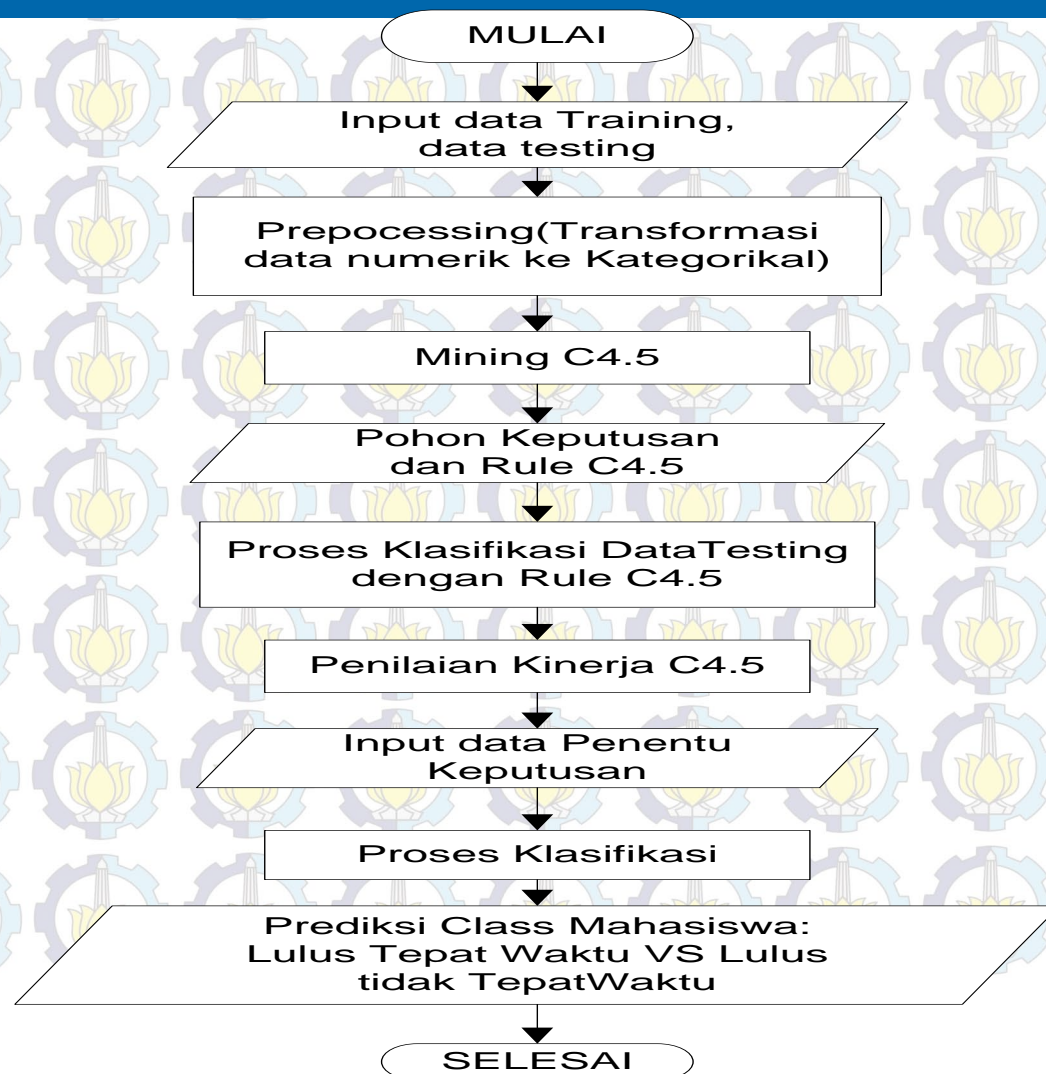 MULAI
Input data Training,
data testing
Prepocessing(Transformasi
data numerik ke Kategorikal)
Mining C4.5
Pohon Keputusan
dan Rule C4.5
Proses Klasifikasi DataTesting
dengan Rule C4.5
Penilaian Kinerja C4.5
Input data Penentu
Keputusan
Proses Klasifikasi
Prediksi Class Mahasiswa:
Lulus Tepat Waktu VS Lulus
tidak TepatWaktu
SELESAI